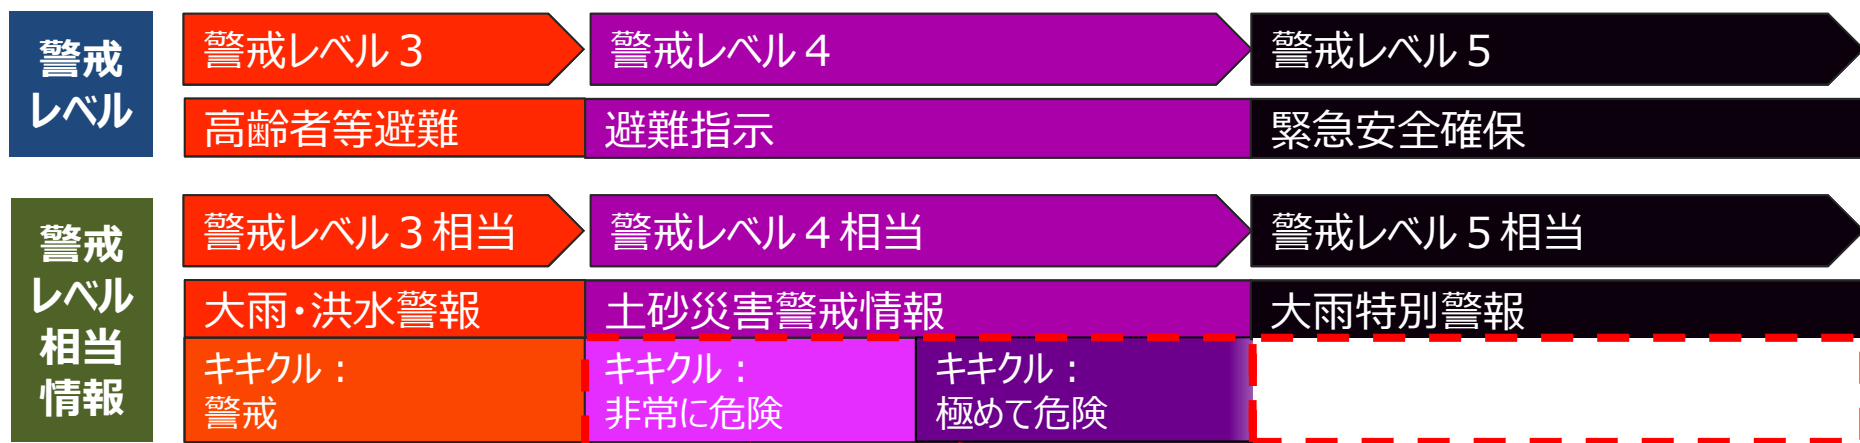 警戒
レベル
警戒レベル3
警戒レベル4
警戒レベル5
高齢者等避難
避難指示
緊急安全確保
警戒
レベル
相当
情報
警戒レベル3相当
警戒レベル4相当
警戒レベル5相当
大雨・洪水警報
土砂災害警戒情報
大雨特別警報
キキクル：
警戒
キキクル：
非常に危険
キキクル：
極めて危険